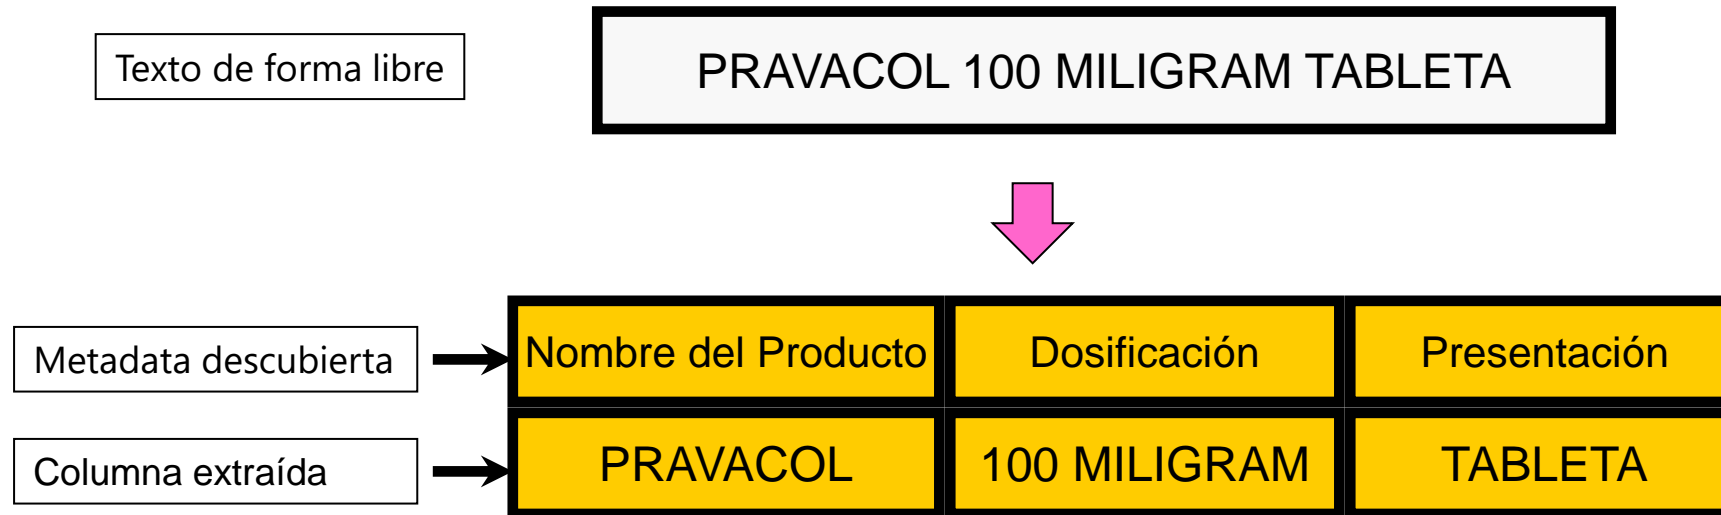 Texto de forma libre
PRAVACOL 100 MILIGRAM TABLETA
Metadata descubierta
Nombre del Producto
Dosificación
Presentación
Columna extraída
PRAVACOL
100 MILIGRAM
TABLETA